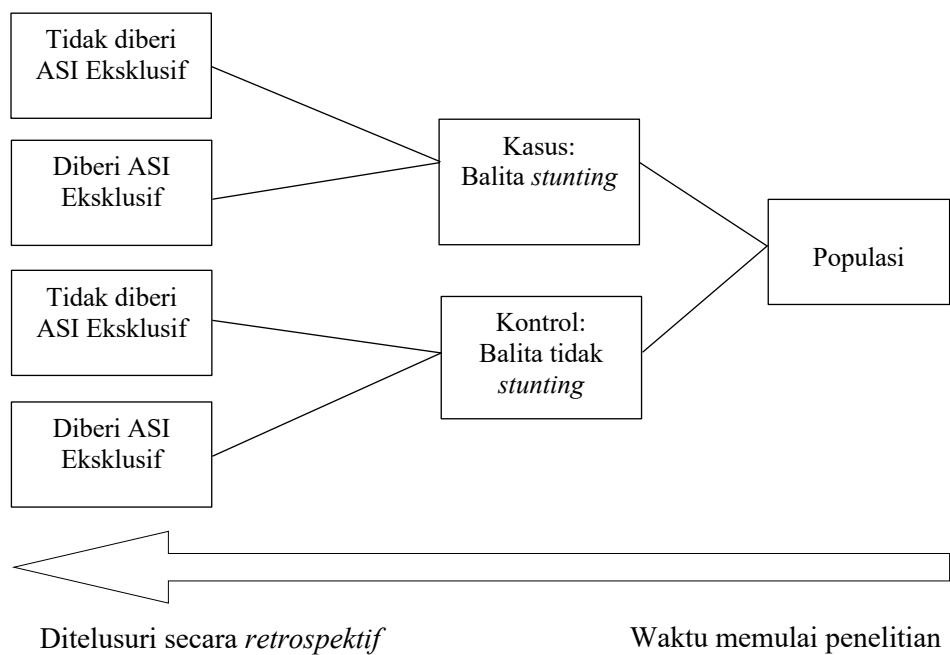 Tidak diberi
ASI Eksklusif
Diberi ASI
Eksklusif
Tidak diberi
ASI Eksklusif
Diberi ASI
Eksklusif
Kasus:
Balita stunting
Kontrol:
Balita tidak
stunting
Populasi
Ditelusuri secara retrospektif
Waktu memulai penelitian